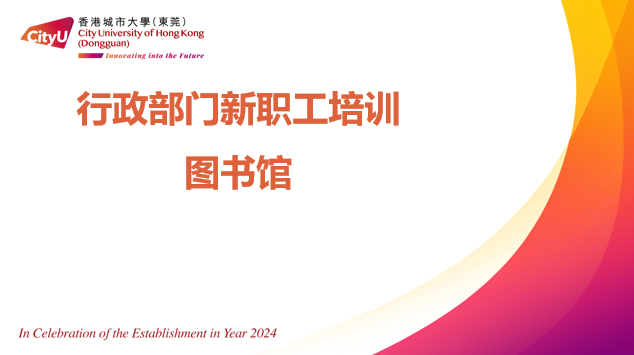 CityU
香港城市大學(東莞)
City University of Hong Kong
(Dongguan)
Innovating into the Future
行政部门新职工培训
图书馆
In Celebration of the Establishment in Year 2024